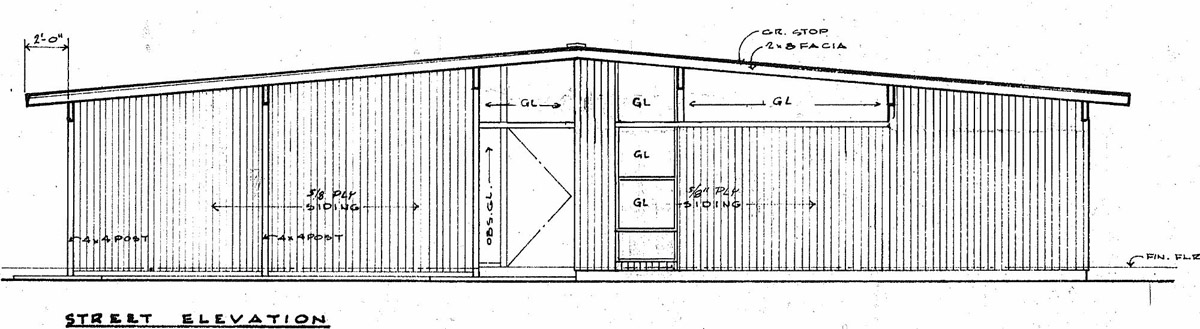 2'-0"
GR. STOP
2x8 FACIA
GL
GL
GL
GL
GL
OBS. GL.
5/8 PLY
SIDING
5/8" PLY
SIDING
4x4 POST
4x4 POST
FIN. FLR
STREET ELEVATION